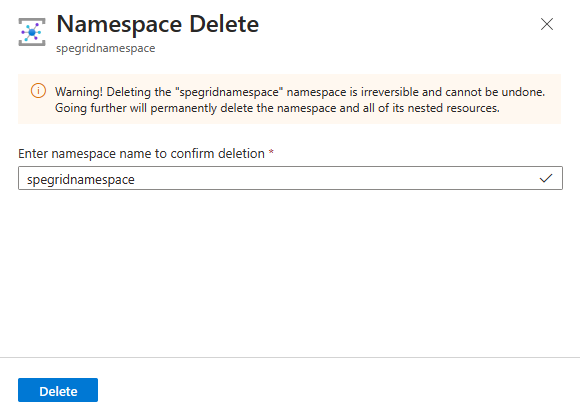 Namespace Delete
spegridnamespace
Warning! Deleting the "spegridnamespace" namespace is irreversible and cannot be undone.
Going further will permanently delete the namespace and all of its nested resources.
Enter namespace name to confirm deletion *
spegridnamespace
Delete